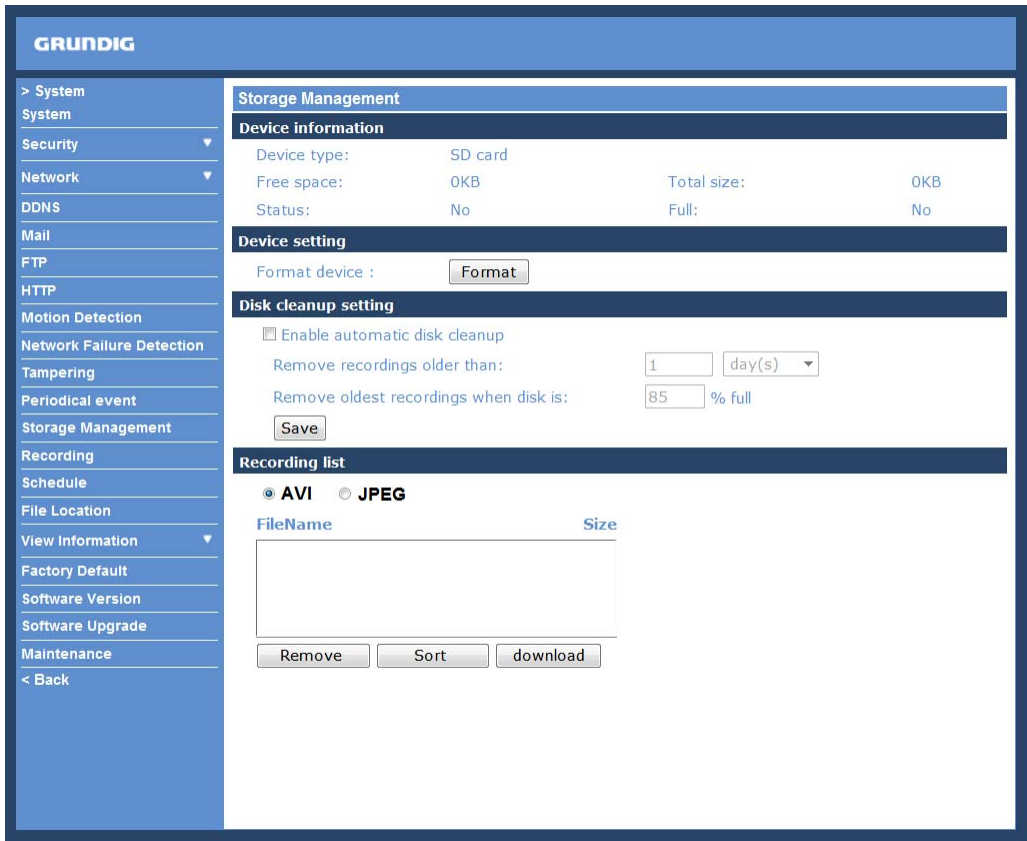 GRUNDIG
> System
System
Security
Network
DDNS
Mail
FTP
HTTP
Motion Detection
Network Failure Detection
Tampering
Periodical event
Storage Management
Recording
Schedule
File Location
View Information
Factory Default
Software Version
Software Upgrade
Maintenance
< Back
Storage Management
Device information
Device type: SD card
Free space: 0KB Total size: 0KB
Status: No Full: No
Device setting
Format device : Format
Disk cleanup setting
Enable automatic disk cleanup
Remove recordings older than: 1 day(s)
Remove oldest recordings when disk is: 85 % full
Save
Recording list
AVI JPEG
FileName Size
Remove Sort download